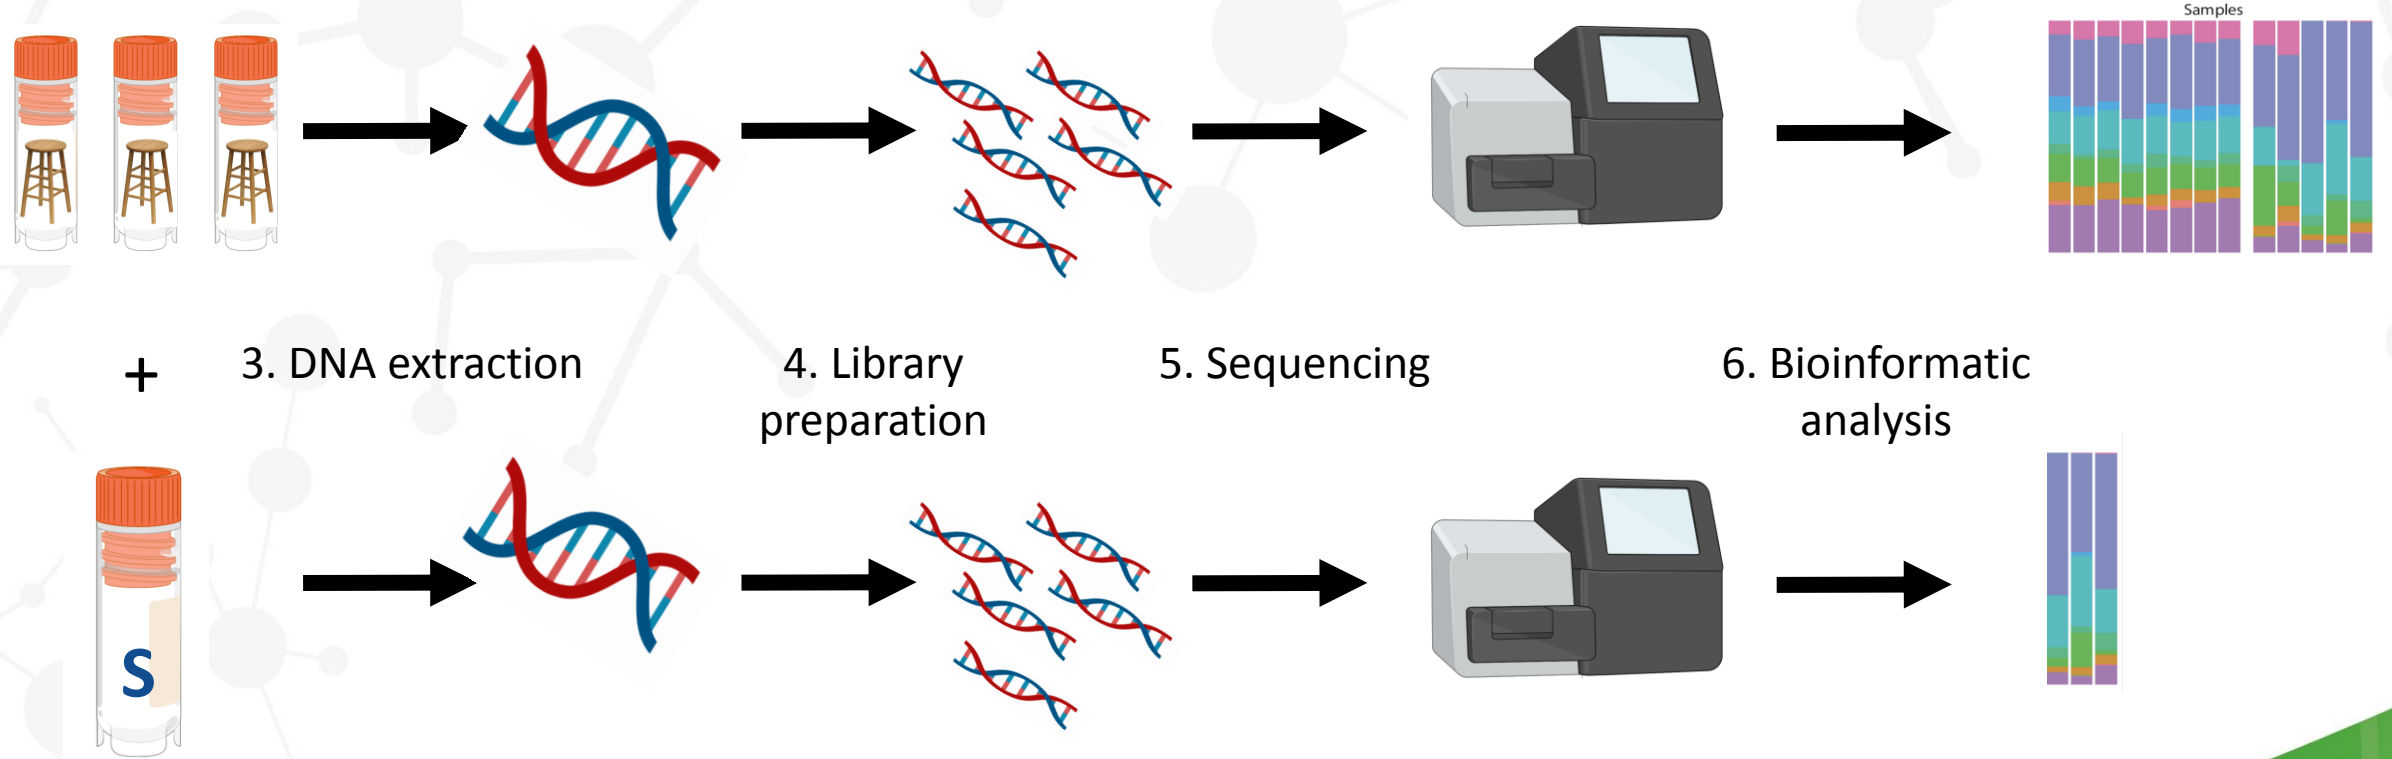 Samples
+
3. DNA extraction
4. Library
preparation
5. Sequencing
6. Bioinformatic
analysis
S